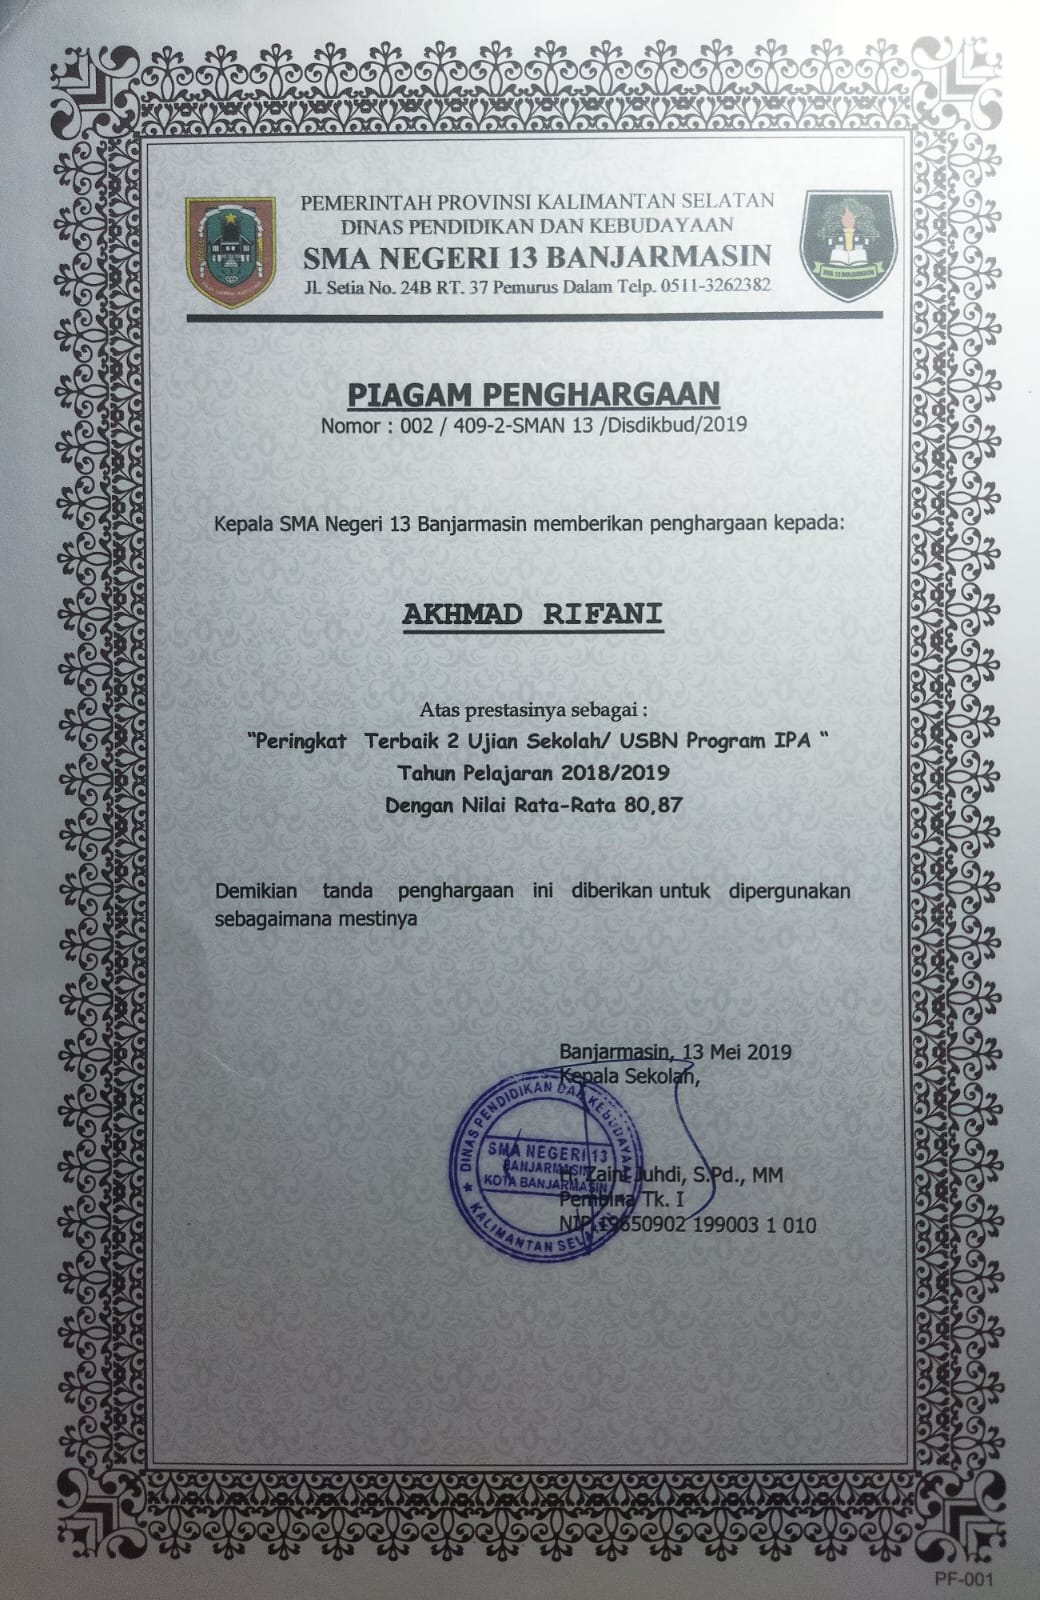 PEMERINTAH PROVINSI KALIMANTAN SELATAN
DINAS PENDIDIKAN DAN KEBUDAYAAN
SMA NEGERI 13 BANJARMASIN
Jl. Setia No. 24B RT. 37 Pemurus Dalam Telp. 0511-3262382
SMA 13 BANJARMASIN
PIAGAM PENGHARGAAN
Nomor : 002 / 409-2-SMAN 13 /Disdikbud/2019
Kepala SMA Negeri 13 Banjarmasin memberikan penghargaan kepada:
AKHMAD RIFANI
Atas prestasinya sebagai :
"Peringkat Terbaik 2 Ujian Sekolah/ USBN Program IPA "
Tahun Pelajaran 2018/2019
Dengan Nilai Rata-Rata 80,87
Demikian tanda penghargaan ini diberikan untuk dipergunakan
sebagaimana mestinya
Banjarmasin, 13 Mei 2019
Kepala Sekolah,
DINAS PENDIDIKAN DAN KEBUDAYAAN
SMA NEGERI 13
BANJARMASIN
KOTA BANJARMASIN
KALIMANTAN SELATAN
H. Zaini Juhdi, S.Pd., MM
Pembina Tk. I
NIP.19650902 199003 1 010
PF-001